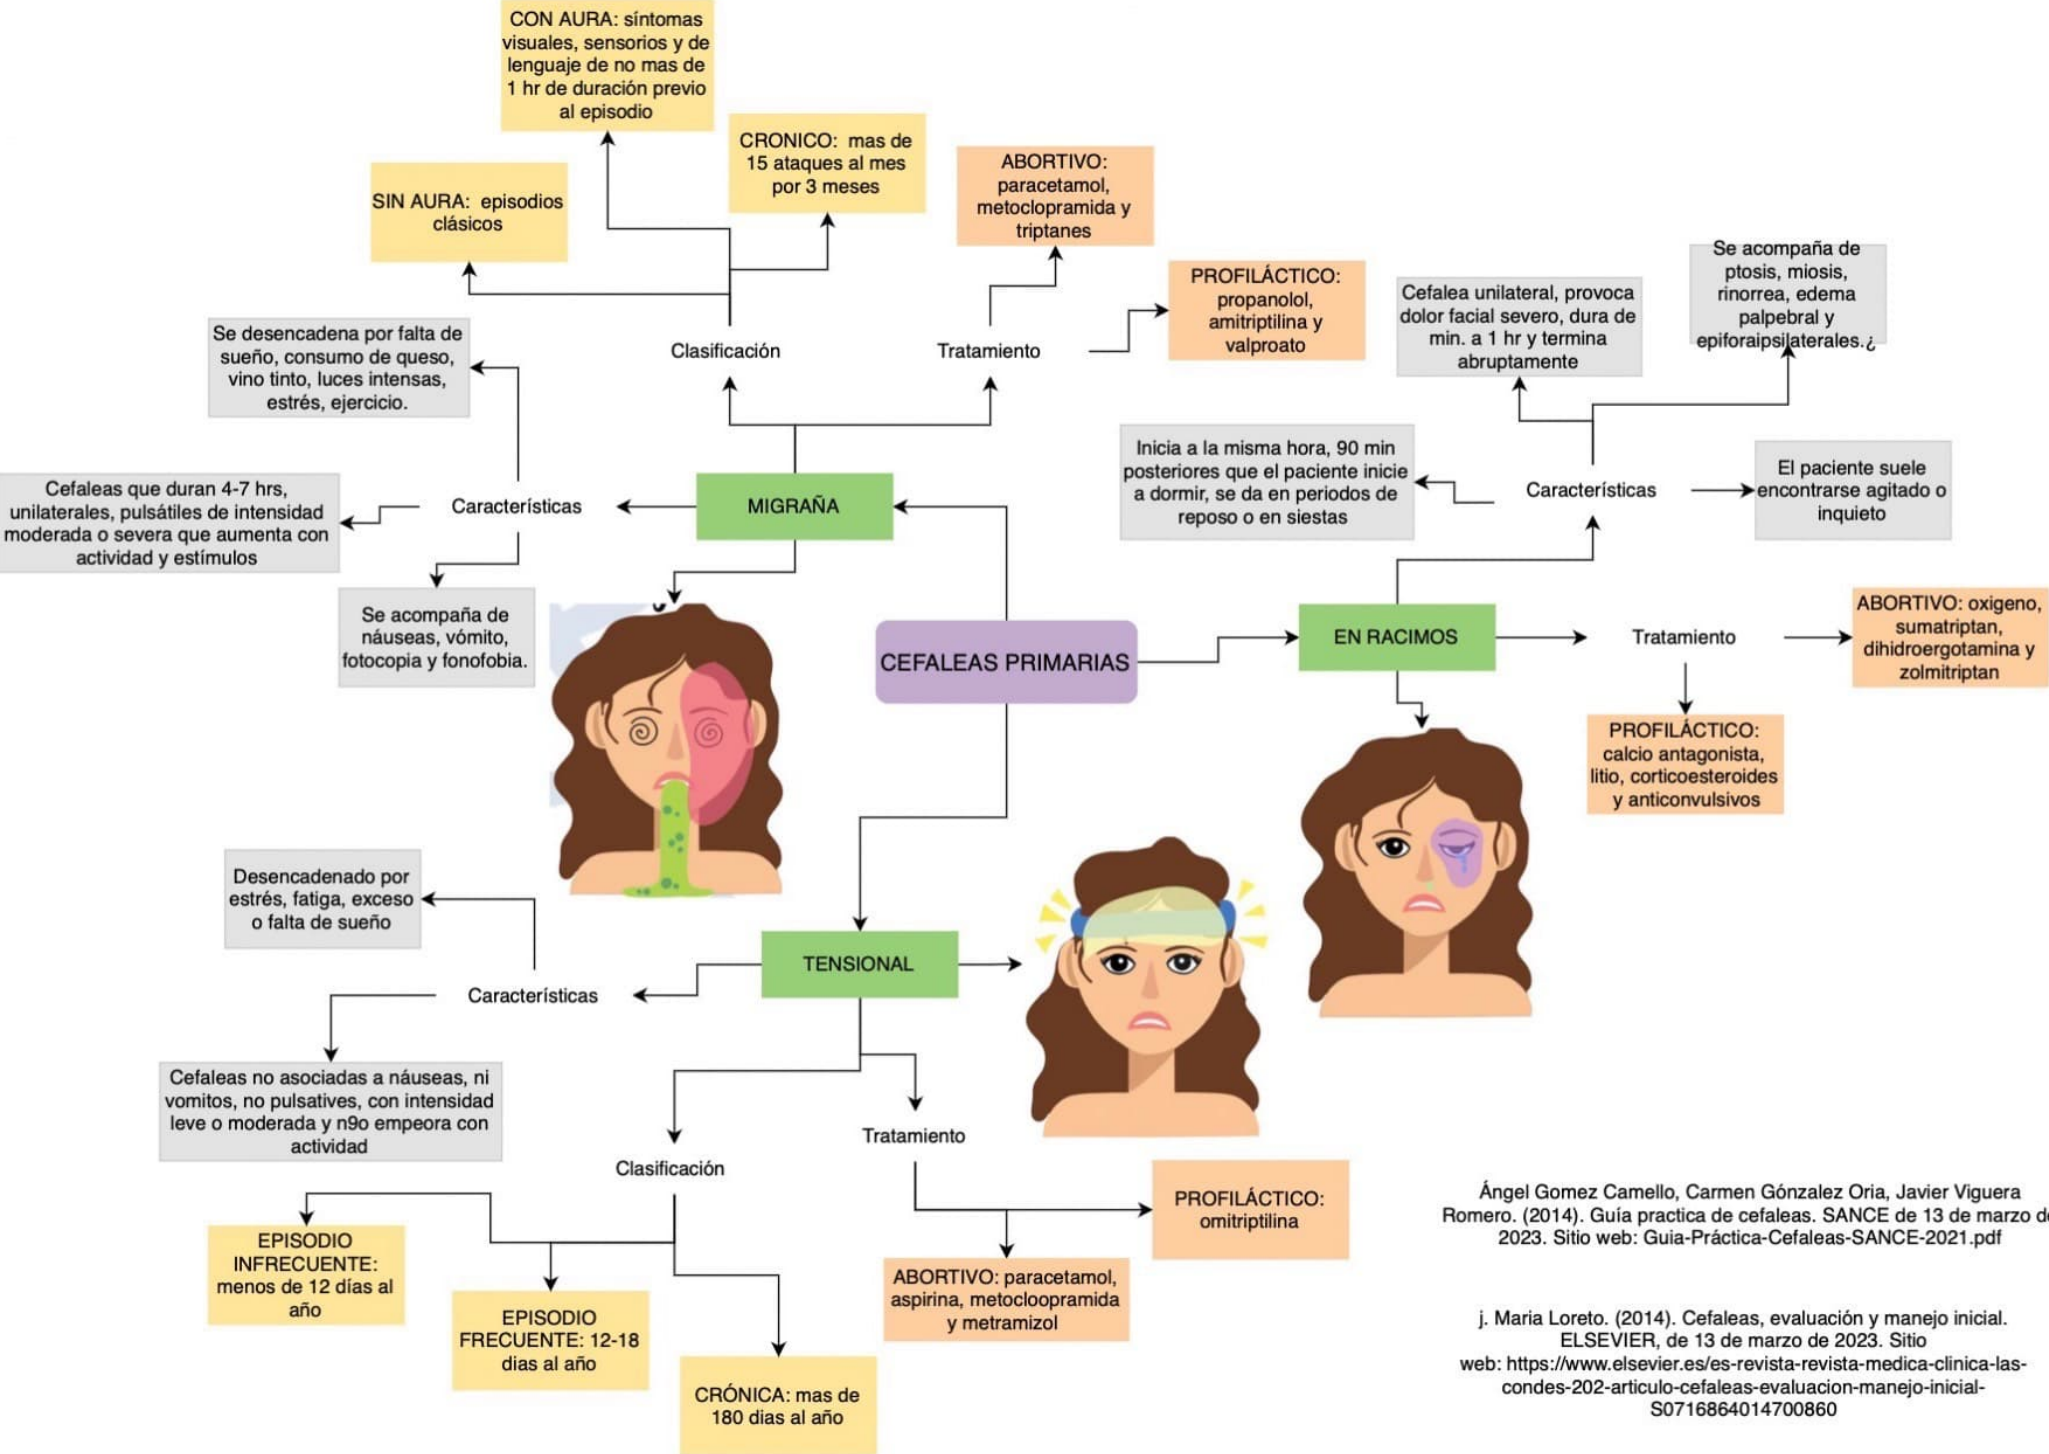 CON AURA: síntomas
visuales, sensorios y de
lenguaje de no mas de
1 hr de duración previo
al episodio
CRONICO:  mas de
15 ataques al mes
por 3 meses
SIN AURA:  episodios
clásicos
ABORTIVO:
paracetamol,
metoclopramida y
triptanes
PROFILÁCTICO:
propanolol,
amitriptilina y
valproato
Clasificación
Tratamiento
Se desencadena por falta de
sueño, consumo de queso,
vino tinto, luces intensas,
estrés, ejercicio.
Cefaleas que duran 4-7 hrs,
unilaterales, pulsátiles de intensidad
moderada o severa que aumenta con
actividad y estímulos
Características
MIGRAÑA
Se acompaña de
náuseas, vómito,
fotocopia y fonofobia.
Cefalea unilateral, provoca
dolor facial severo, dura de
min. a 1 hr y termina
abruptamente
Se acompaña de
ptosis, miosis,
rinorrea, edema
palpebral y
epiforaipsilaterales.¿
Inicia a la misma hora, 90 min
posteriores que el paciente inicie
a dormir, se da en periodos de
reposo o en siestas
Características
El paciente suele
encontrarse agitado o
inquieto
CEFALEAS PRIMARIAS
EN RACIMOS
Tratamiento
ABORTIVO: oxigeno,
sumatriptan,
dihidroergotamina y
zolmitriptan
PROFILÁCTICO:
calcio antagonista,
litio, corticoesteroides
y anticonvulsivos
Desencadenado por
estrés, fatiga, exceso
o falta de sueño
TENSIONAL
Características
Cefaleas no asociadas a náuseas, ni
vomitos, no pulsatives, con intensidad
leve o moderada y n9o empeora con
actividad
Tratamiento
Clasificación
EPISODIO
INFRECUENTE:
menos de 12 días al
año
EPISODIO
FRECUENTE: 12-18
dias al año
CRÓNICA: mas de
180 dias al año
PROFILÁCTICO:
omitriptilina
ABORTIVO: paracetamol,
aspirina, metocloopramida
y metramizol
Ángel Gomez Camello, Carmen Gónzalez Oria, Javier Viguera
Romero. (2014). Guía practica de cefaleas. SANCE de 13 de marzo de
2023. Sitio web: Guia-Práctica-Cefaleas-SANCE-2021.pdf
j. Maria Loreto. (2014). Cefaleas, evaluación y manejo inicial.
ELSEVIER, de 13 de marzo de 2023. Sitio
web: https://www.elsevier.es/es-revista-revista-medica-clinica-las-
condes-202-articulo-cefaleas-evaluacion-manejo-inicial-
S0716864014700860